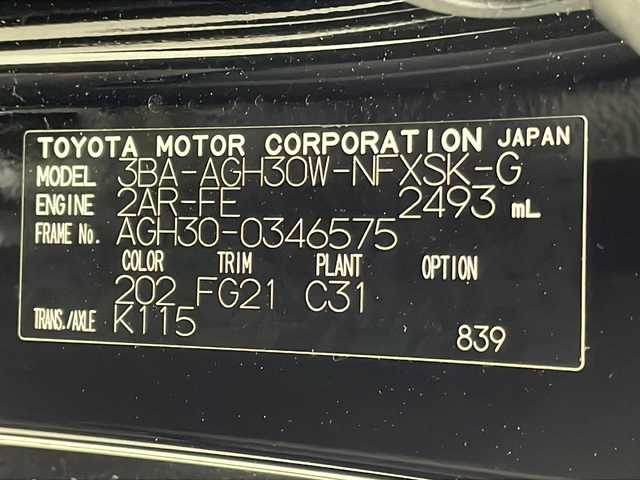 TOYOTA MOTOR CORPORATION JAPAN
MODEL 3BA-AGH30W-NFXSK-G
ENGINE 2AR-FE 2493 mL
FRAME No. AGH30-0346575
COLOR TRIM PLANT OPTION
202 FG21 C31
TRANS./AXLE K115
839